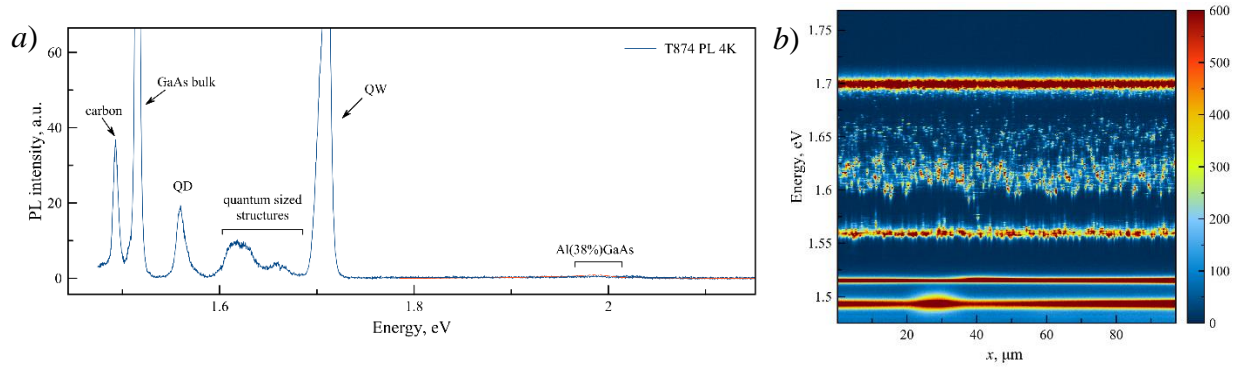 a)
PL intensity, a.u.
60
40
20
0
carbon
GaAs bulk
QD
quantum sized
structures
QW
T874 PL 4K
Al(38%)GaAs
1.6
1.8
2
Energy, eV
b)
Energy, eV
1.75
1.7
1.65
1.6
1.55
1.5
20
40
60
80
x, μm
600
500
400
300
200
100
0